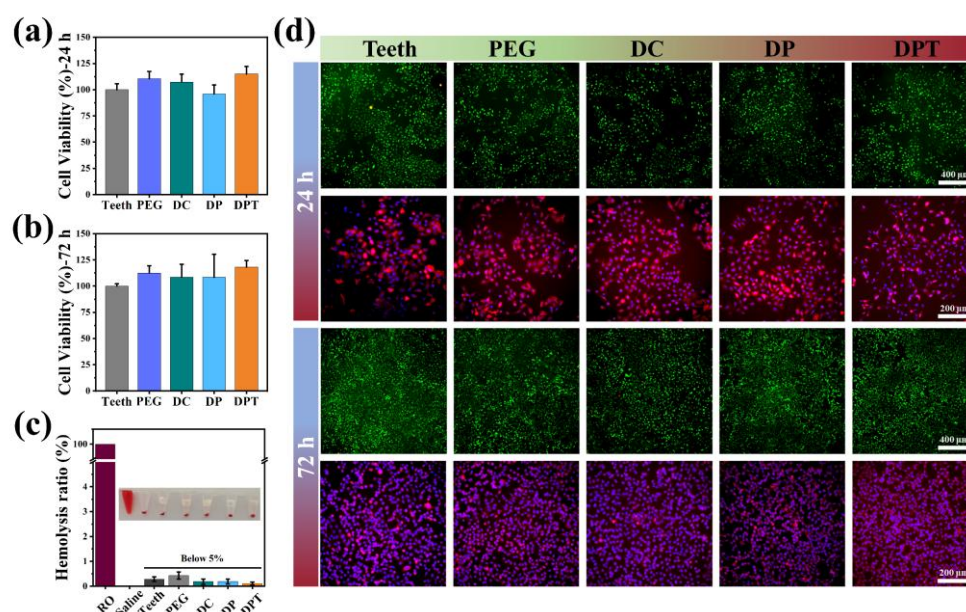 (a)
Cell Viability (%)-24 h
150
125
100
75
50
25
0
Teeth PEG DC DP DPT
(b)
Cell Viability (%)-72 h
150
125
100
75
50
25
0
Teeth PEG DC DP DPT
(c)
Hemolysis ratio (%)
100
5
4
3
2
1
0
Below 5%
RO Saline Teeth PEG DC DP DPT
(d)
Teeth PEG DC DP DPT
24 h
400 μm
200 μm
72 h
400 μm
200 μm